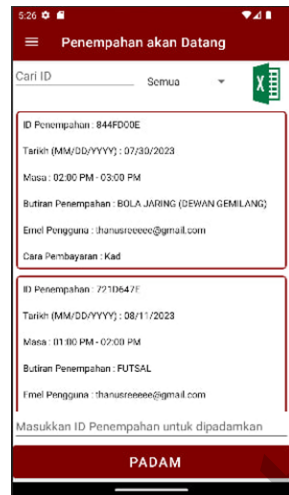 5:26
Penempahan akan Datang
Cari ID
Semua
X
ID Penempahan : 844FD00E
Tarikh (MM/DD/YYYY) : 07/30/2023
Masa : 02:00 PM - 03:00 PM
Butiran Penempahan : BOLA JARING (DEWAN GEMILANG)
Emel Pengguna : thanusreeeee@gmail.com
Cara Pembayaran : Kad
ID Penempahan : 721D647F
Tarikh (MM/DD/YYYY) : 08/11/2023
Masa : 01:00 PM - 02:00 PM
Butiran Penempahan : FUTSAL
Emel Pengguna : thanusreeeee@gmail.com
Masukkan ID Penempahan untuk dipadamkan
PADAM